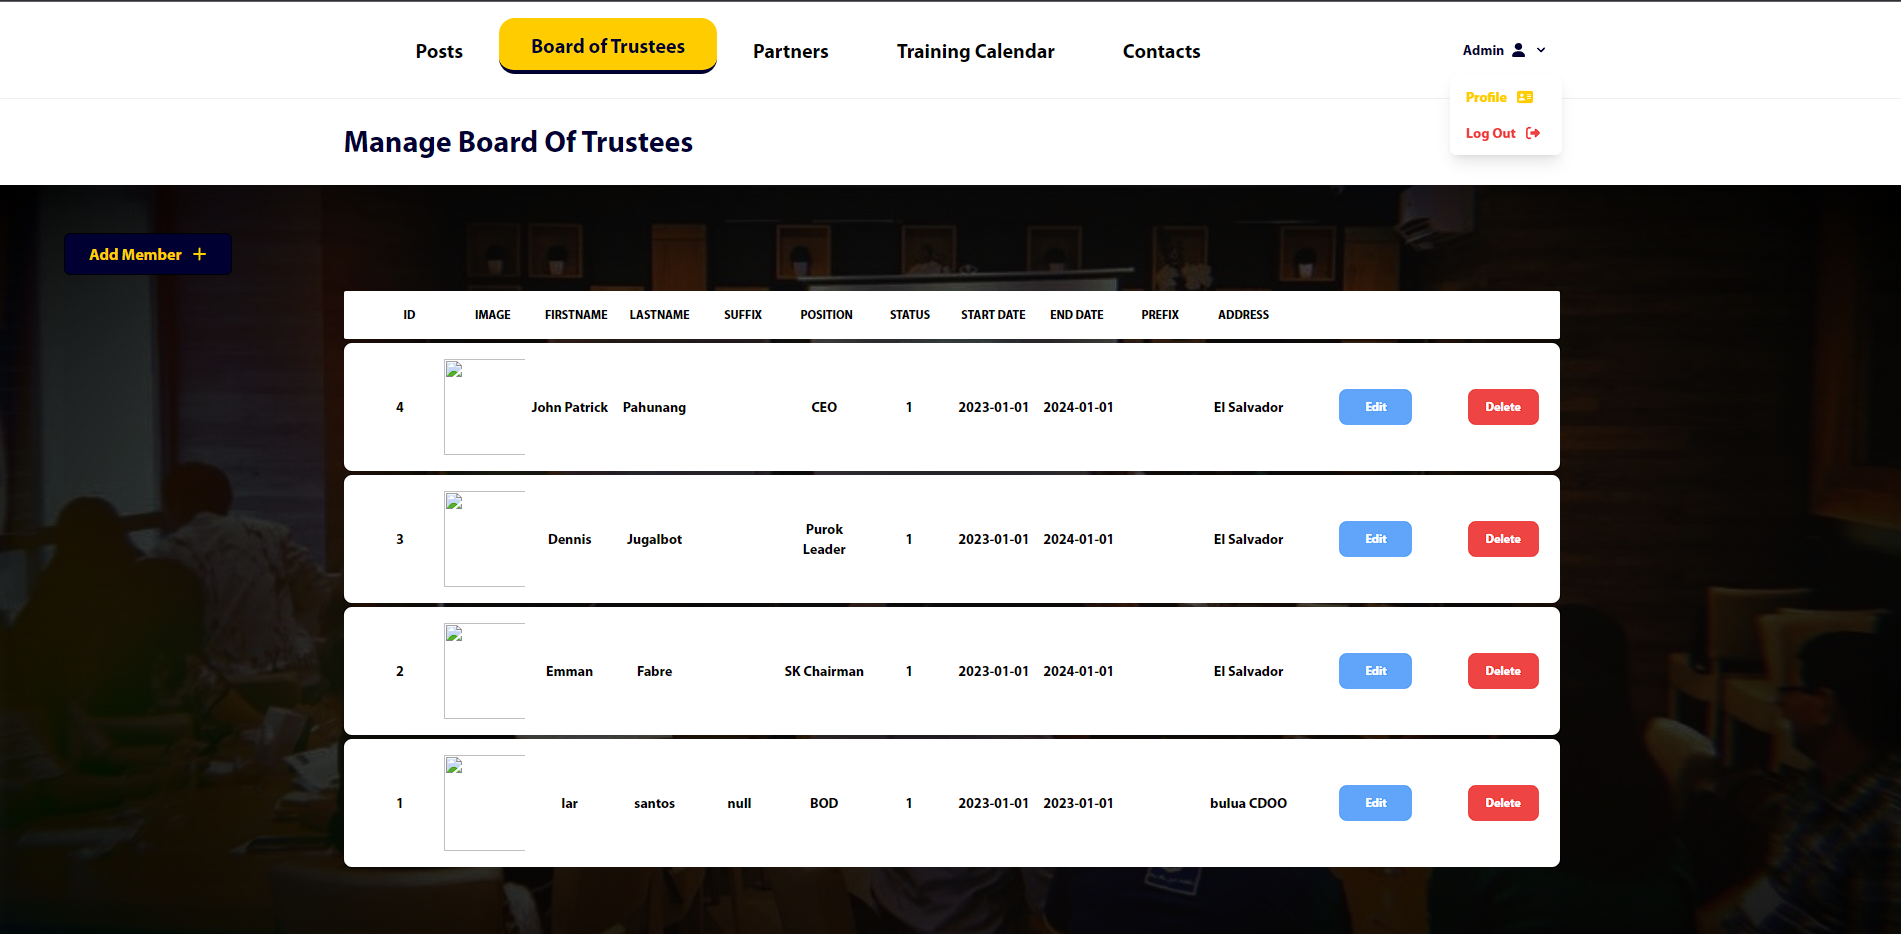 Posts Board of Trustees Partners Training Calendar Contacts Admin
Profile
Log Out
Manage Board Of Trustees
Add Member +
ID IMAGE FIRSTNAME LASTNAME SUFFIX POSITION STATUS START DATE END DATE PREFIX ADDRESS
4 John Patrick Pahunang CEO 1 2023-01-01 2024-01-01 El Salvador Edit Delete
3 Dennis Jugalbot Purok Leader 1 2023-01-01 2024-01-01 El Salvador Edit Delete
2 Emman Fabre SK Chairman 1 2023-01-01 2024-01-01 El Salvador Edit Delete
1 lar santos null BOD 1 2023-01-01 2023-01-01 bulua CDOO Edit Delete